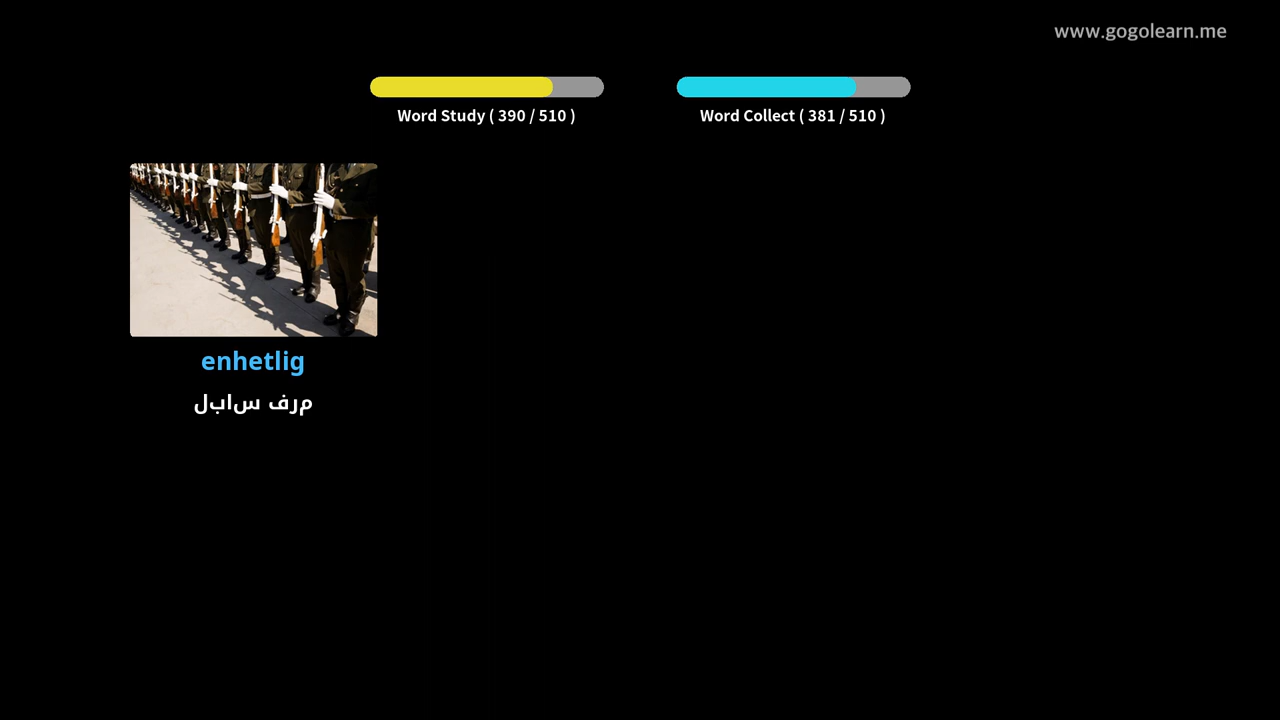 www.gogolearn.me
Word Study ( 390 / 510 )
Word Collect ( 381 / 510 )
enhetlig
مرف سابل